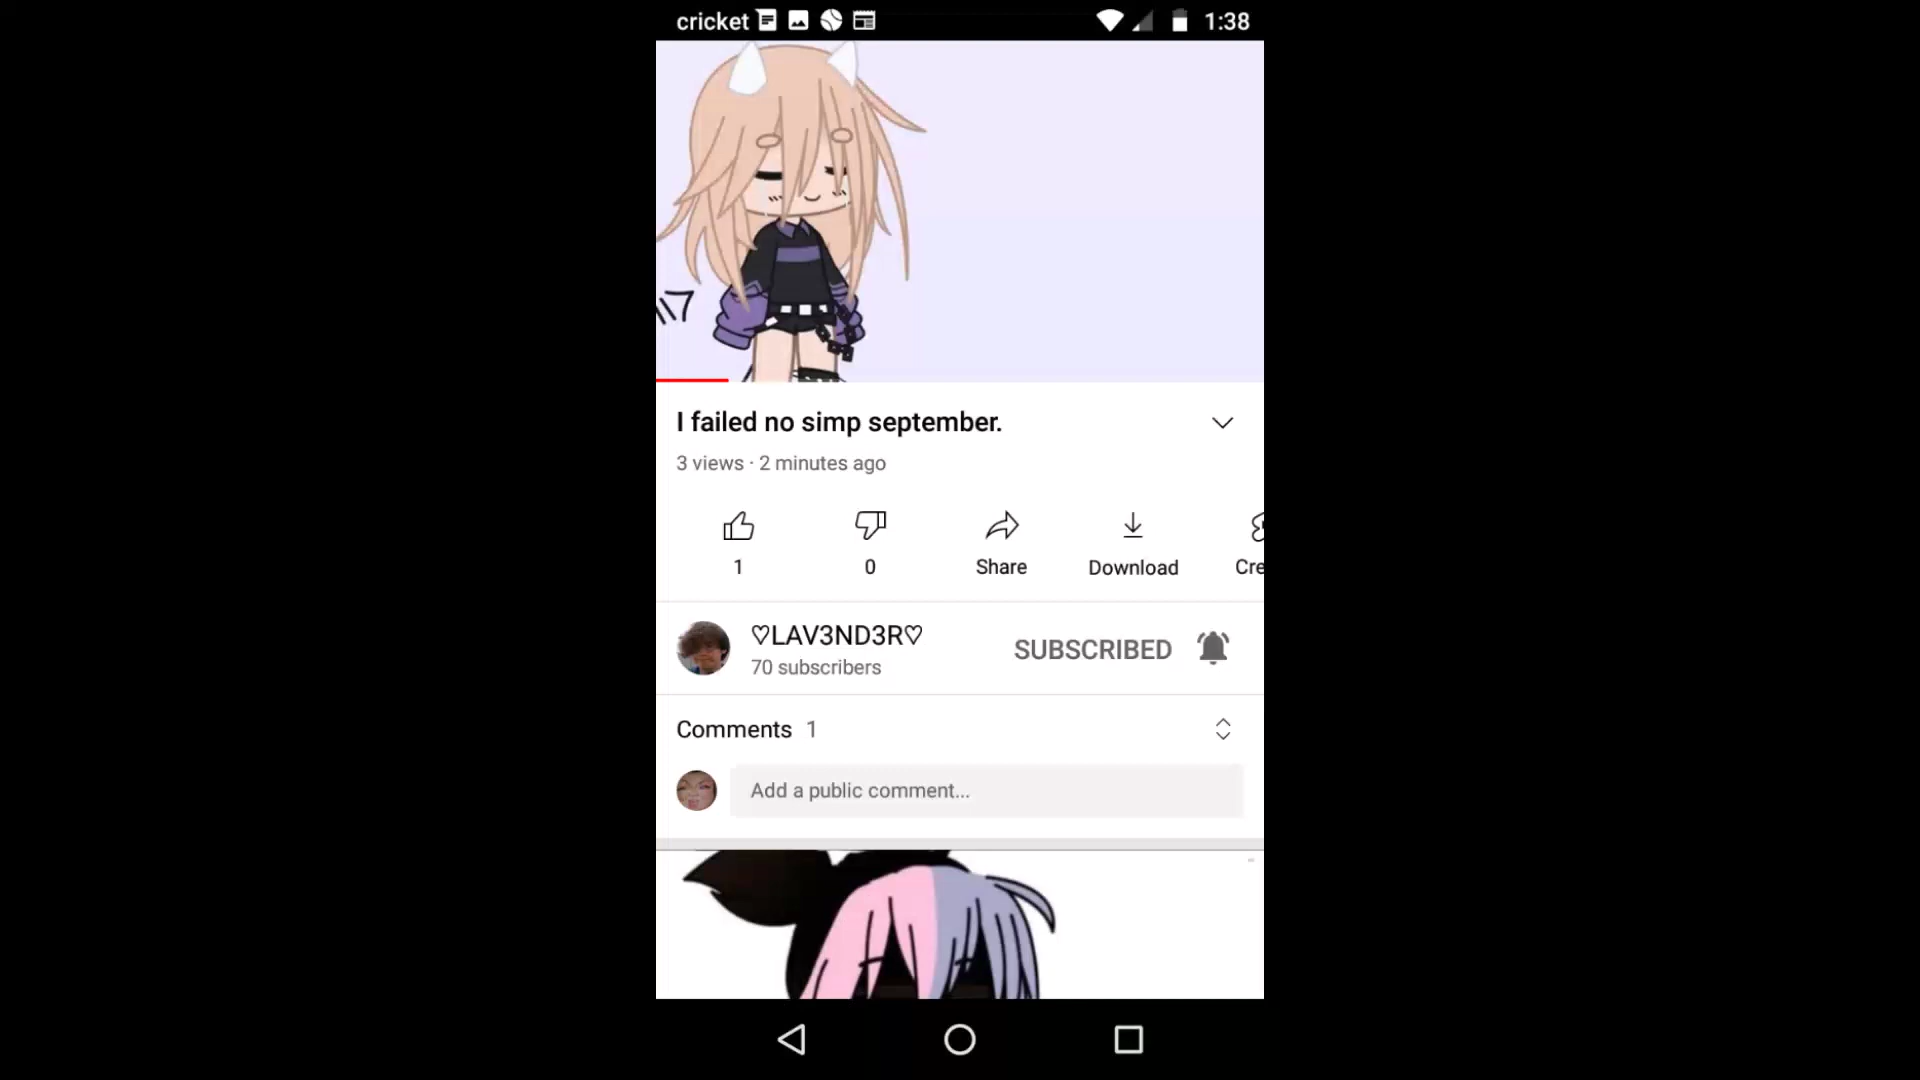 cricket 1:38
I failed no simp september.
3 views · 2 minutes ago
1 0 Share Download Cre
♡LAV3ND3R♡
70 subscribers
SUBSCRIBED
Comments 1
Add a public comment...